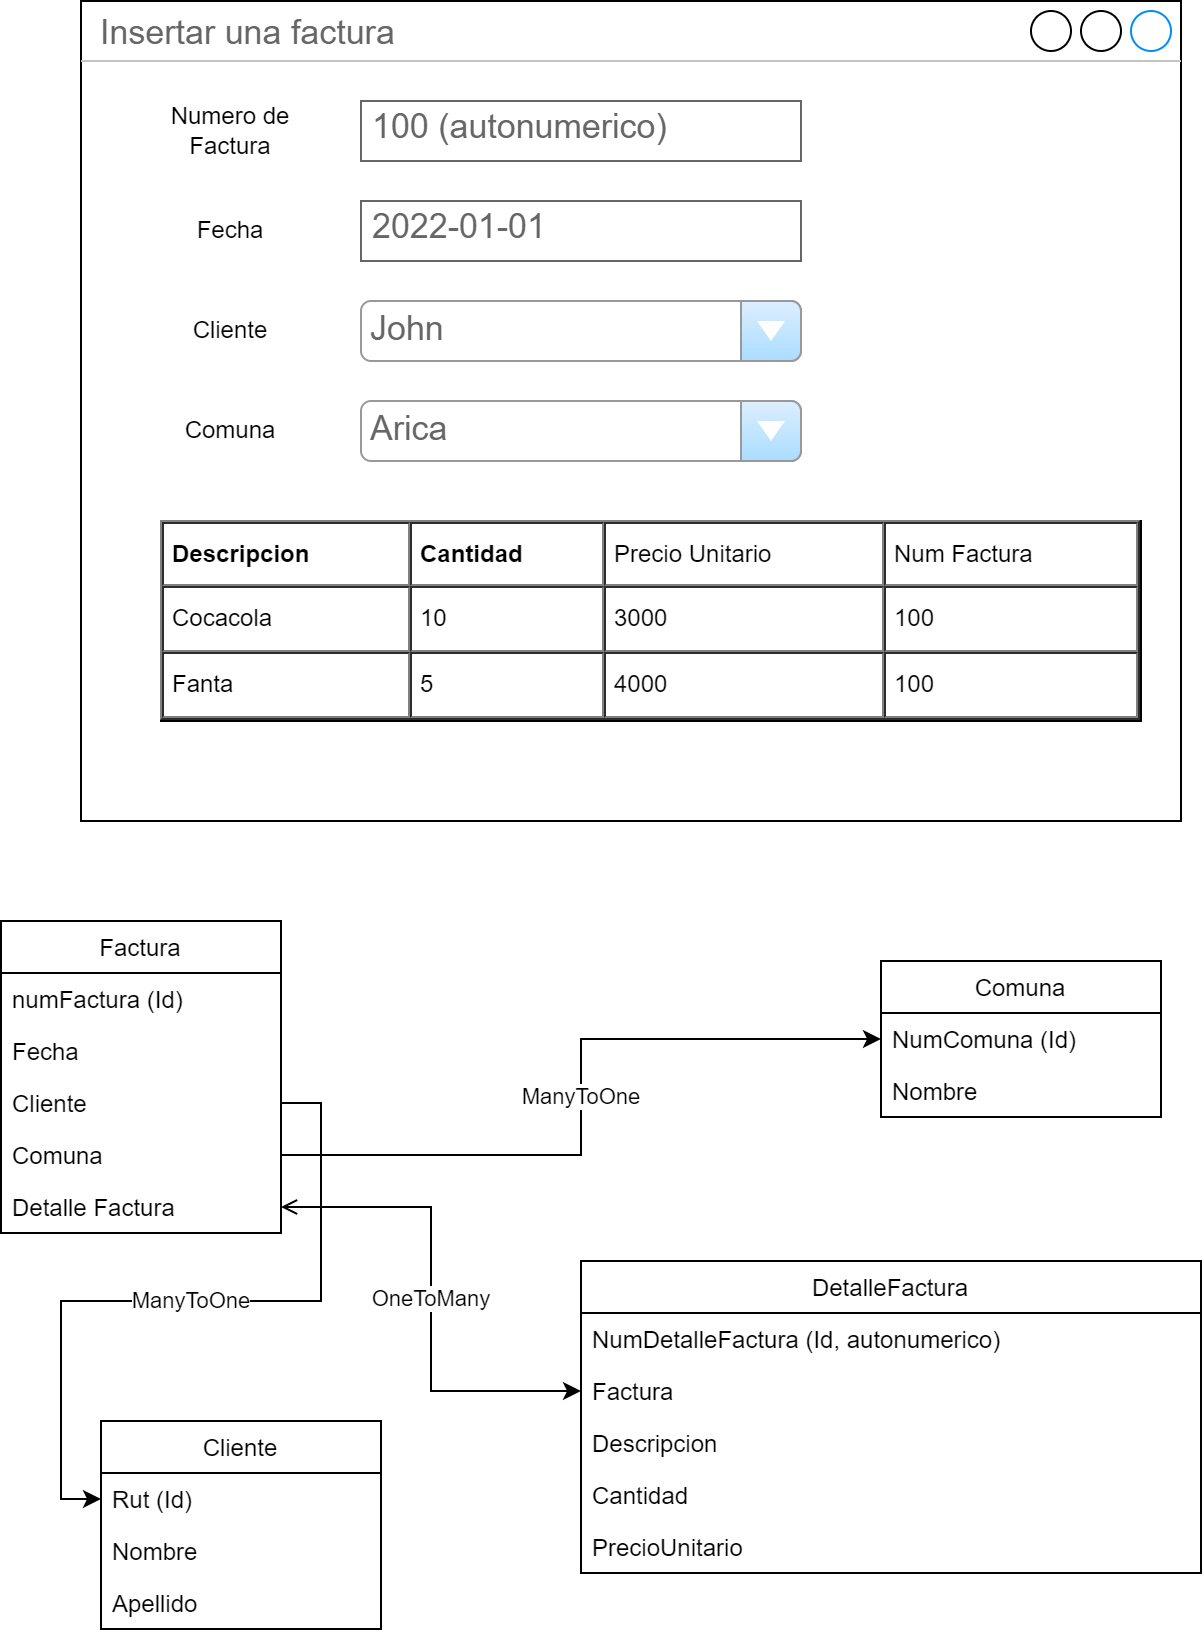 Insertar una factura
Numero de
Factura
100 (autonumerico)
Fecha
2022-01-01
Cliente
John
Comuna
Arica
Descripcion Cantidad Precio Unitario Num Factura
Cocacola 10 3000 100
Fanta 5 4000 100
Factura
numFactura (Id)
Fecha
Cliente
Comuna
Detalle Factura
ManyToOne
Comuna
NumComuna (Id)
Nombre
ManyToOne
OneToMany
DetalleFactura
NumDetalleFactura (Id, autonumerico)
Factura
Descripcion
Cantidad
PrecioUnitario
Cliente
Rut (Id)
Nombre
Apellido